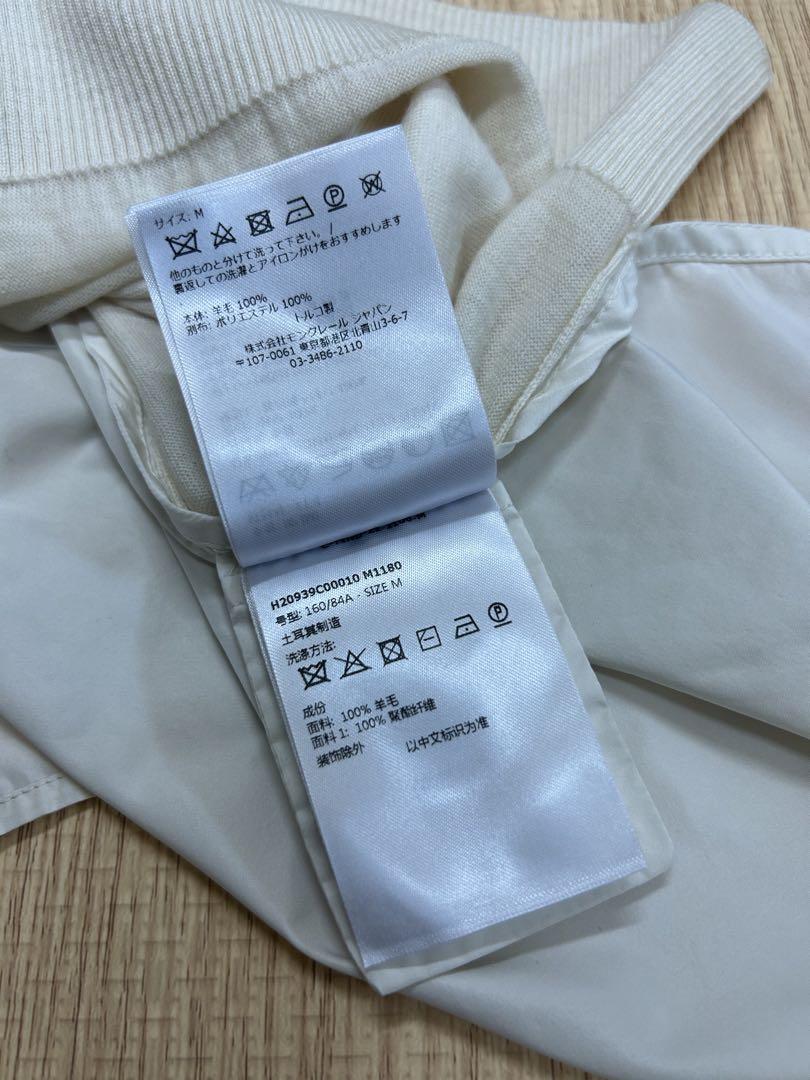 サイズ: M
P W
他のものと分けて洗って下さい。/
裏返しての洗濯とアイロンがけをおすすめします
本体: 羊毛 100%
別布: ポリエステル 100%
トルコ製
株式会社モンクレール ジャパン
〒107-0061 東京都港区北青山3-6-7
03-3486-2110
H20939C00010 M1180
号型: 160/84A - SIZE M
土耳其制造
洗涤方法:
P
成份
面料: 100% 羊毛
面料 1: 100% 聚酯纤维
装饰除外 以中文标识为准